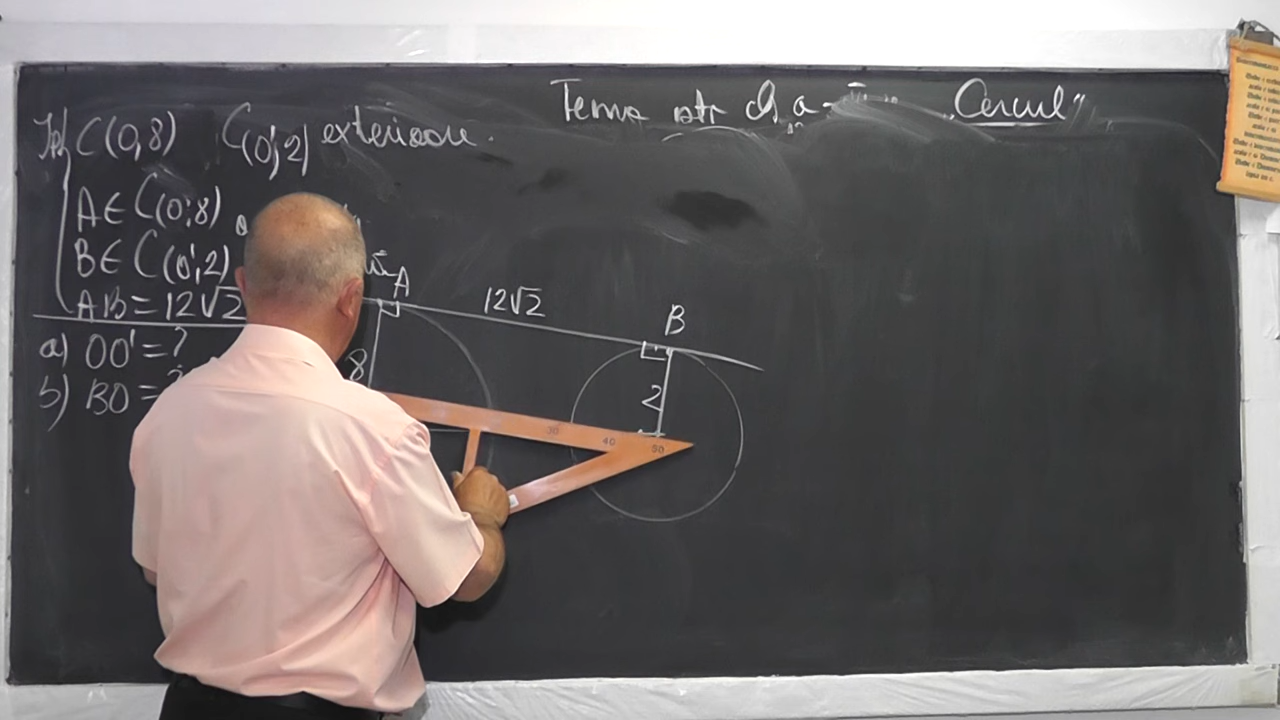 Tema ptr cls a "Cercul"
Ip C(O,8) C(O',2) exterioare.
A ∈ C(O;8)
B ∈ C(O',2)
AB = 12√2
a) OO' = ?
b) BO = ?
A 12√2 B
8
2
30 40 50